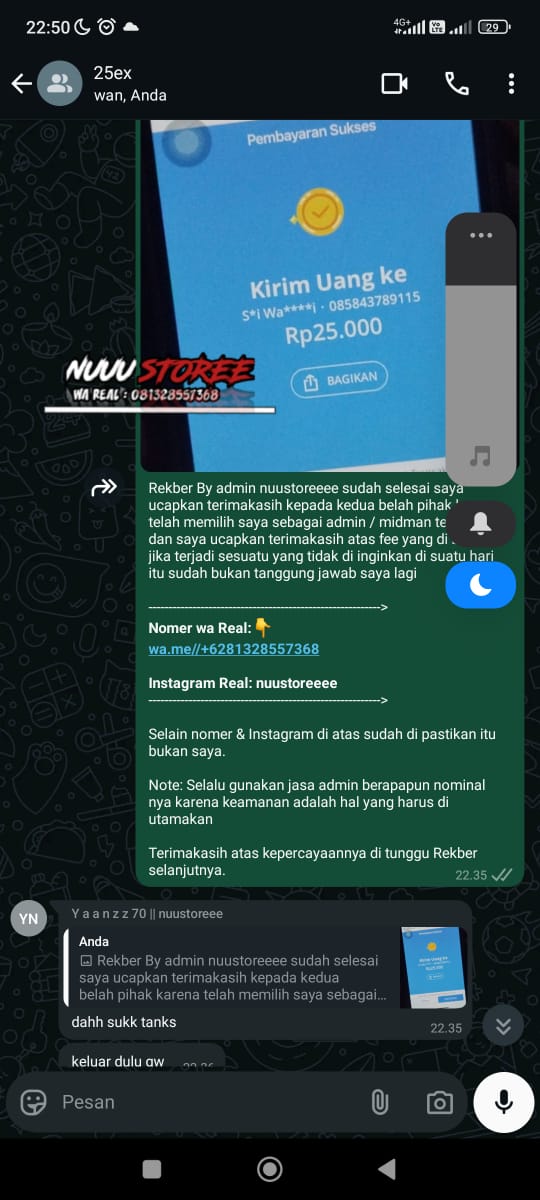 22:50
4G+
Vo
LTE
29
25ex
wan, Anda
Pembayaran Sukses
Kirim Uang ke
S*i Wa****i · 085843789115
Rp25.000
BAGIKAN
NUUU STOREE
WA REAL : 081328557368
Rekber By admin nuustoreeee sudah selesai saya
ucapkan terimakasih kepada kedua belah pihak
telah memilih saya sebagai admin / midman
dan saya ucapkan terimakasih atas fee yang di
jika terjadi sesuatu yang tidak di inginkan di suatu hari
itu sudah bukan tanggung jawab saya lagi
------------------------------------------------------------->
Nomer wa Real:👇
wa.me//+6281328557368
Instagram Real: nuustoreeee
------------------------------------------------------------->
Selain nomer & Instagram di atas sudah di pastikan itu
bukan saya.
Note: Selalu gunakan jasa admin berapapun nominal
nya karena keamanan adalah hal yang harus di
utamakan
Terimakasih atas kepercayaannya di tunggu Rekber
selanjutnya.
22.35
YN
Y a a n z z 70 || nuustoreee
Anda
Rekber By admin nuustoreeee sudah selesai
saya ucapkan terimakasih kepada kedua
belah pihak karena telah memilih saya sebagai...
dahh sukk tanks
22.35
keluar dulu gw
Pesan